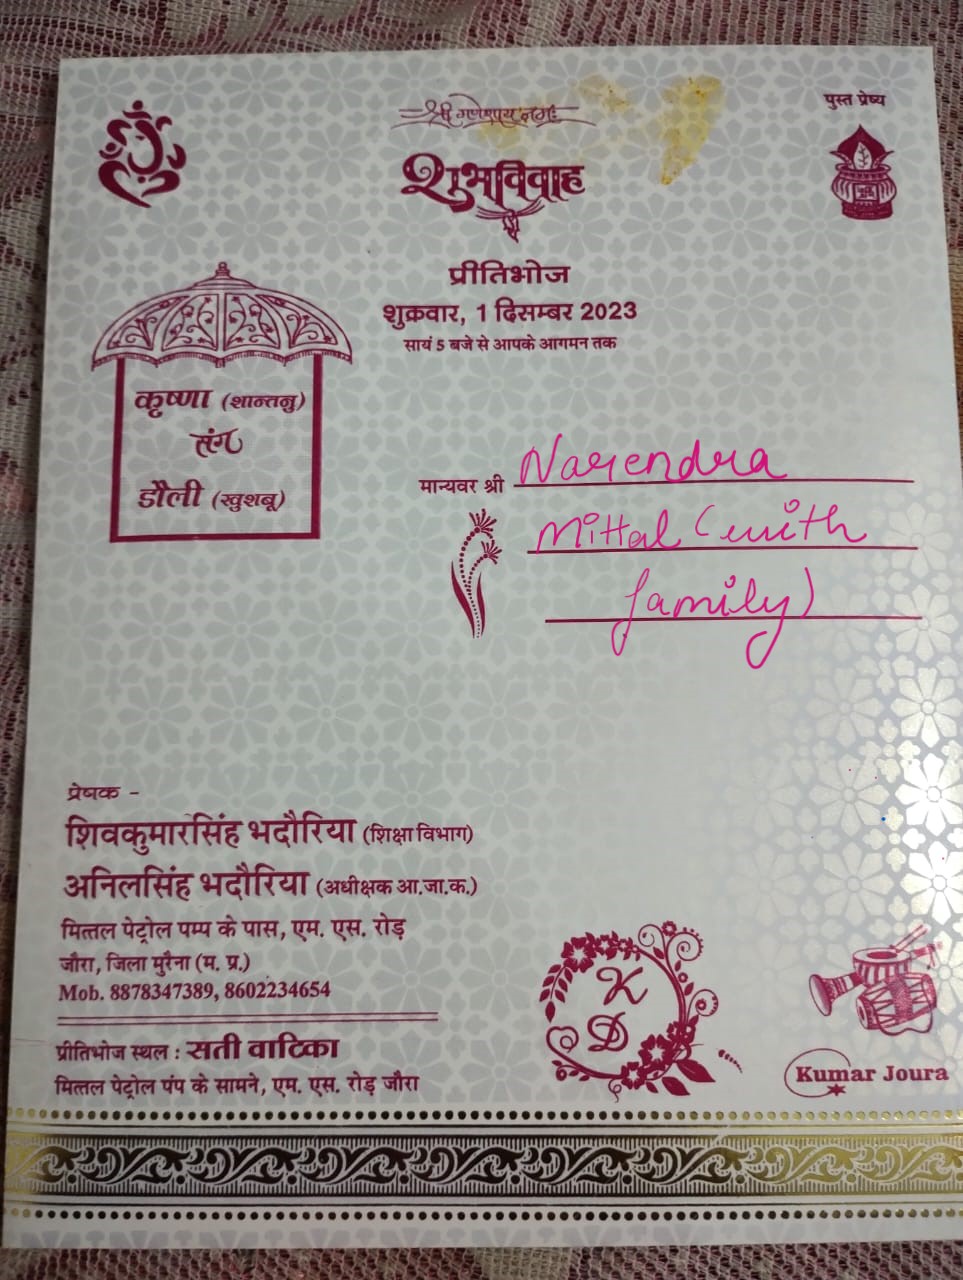 श्री गणेशाय नमः
पुस्त प्रेष्य
शुभविवाह
प्रीतिभोज
शुक्रवार, 1 दिसम्बर 2023
सायं 5 बजे से आपके आगमन तक
कृष्णा (शान्तनु)
संग
डौली (खुशबू)
मान्यवर श्री Narendra
Mittal (with
family)
प्रेषक -
शिवकुमारसिंह भदौरिया (शिक्षा विभाग)
अनिलसिंह भदौरिया (अधीक्षक आ.जा.क.)
मित्तल पेट्रोल पम्प के पास, एम. एस. रोड़
जौरा, जिला मुरैना (म. प्र.)
Mob. 8878347389, 8602234654
प्रीतिभोज स्थल : सती वाटिका
मित्तल पेट्रोल पंप के सामने, एम. एस. रोड़ जौरा
K
D
Kumar Joura